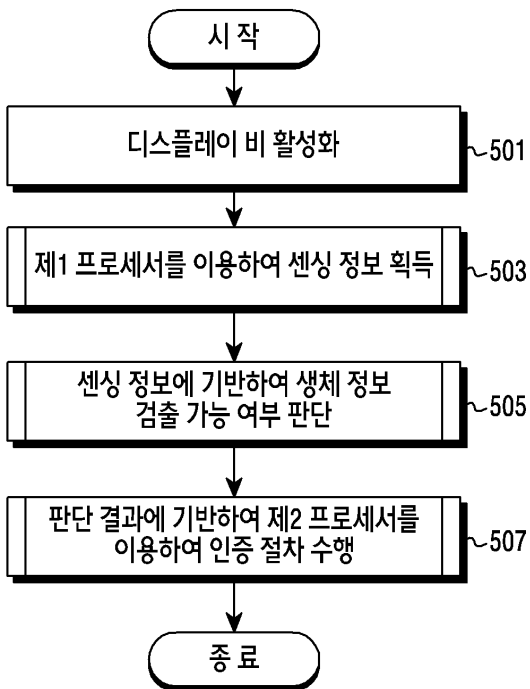 시 작
디스플레이 비 활성화
501
제1 프로세서를 이용하여 센싱 정보 획득
503
센싱 정보에 기반하여 생체 정보
검출 가능 여부 판단
505
판단 결과에 기반하여 제2 프로세서를
이용하여 인증 절차 수행
507
종 료